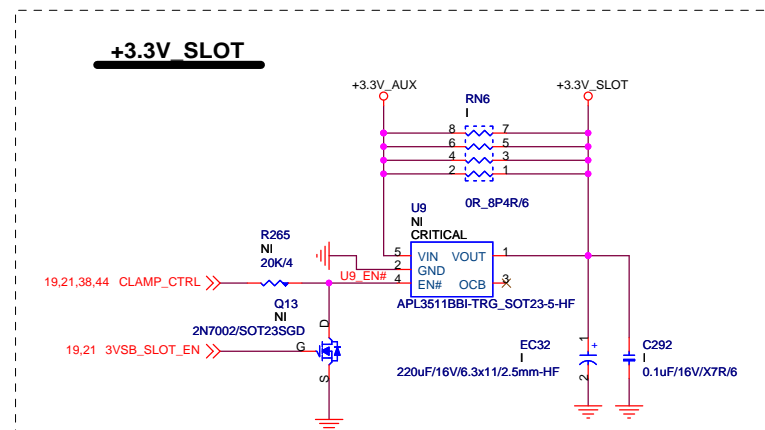 +3.3V_SLOT
+3.3V_AUX
+3.3V_SLOT
RN6
I
8 7
6 5
4 3
2 1
0R_8P4R/6
U9
NI
CRITICAL
R265
NI
20K/4
5 VIN VOUT 1
2 GND
U9_EN# 4 EN# OCB 3
19,21,38,44 CLAMP_CTRL
APL3511BBI-TRG_SOT23-5-HF
Q13
NI
2N7002/SOT23SGD
D
G
S
19,21 3VSB_SLOT_EN
EC32
I
220uF/16V/6.3x11/2.5mm-HF
1
+
2
C292
I
0.1uF/16V/X7R/6